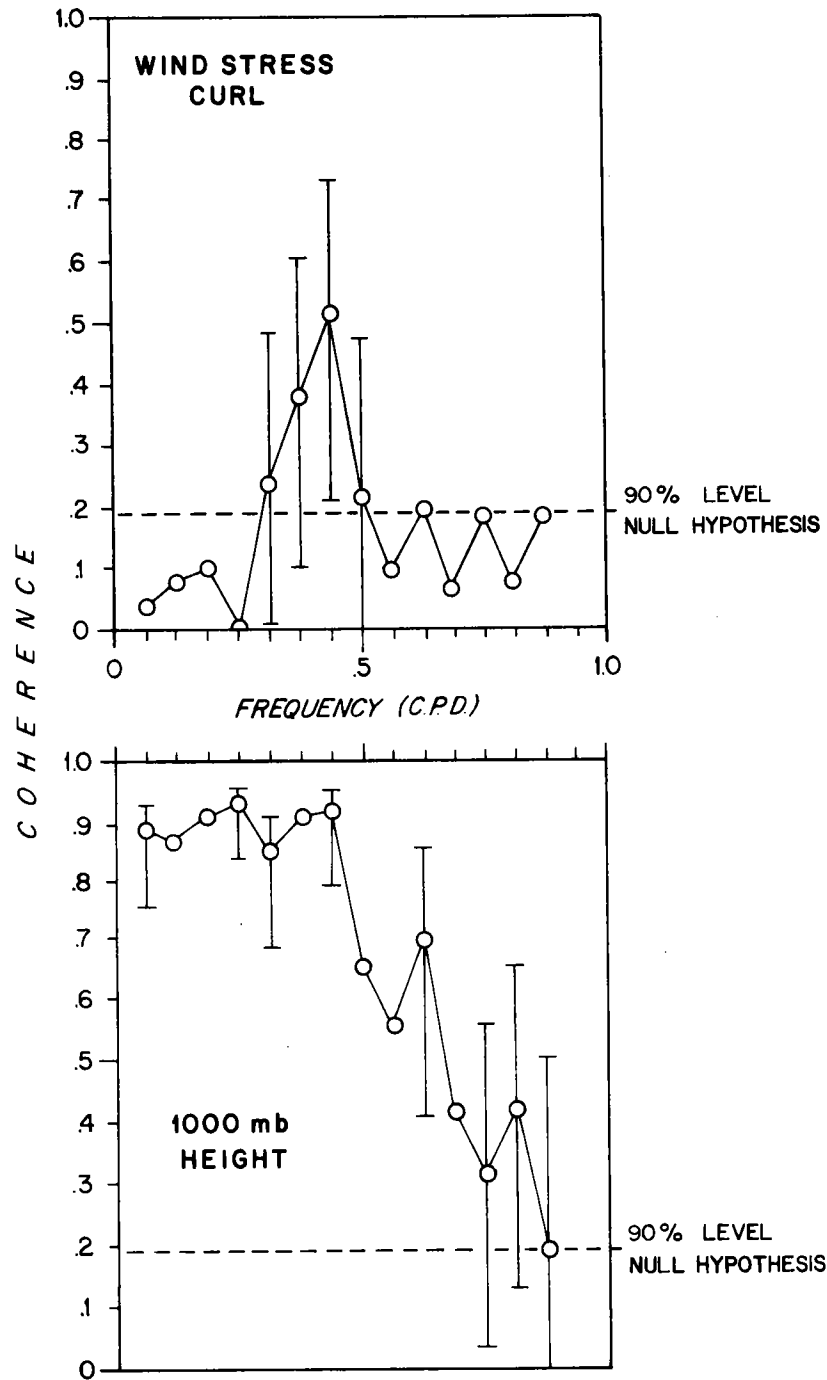 1.0
.9
.8
.7
.6
.5
.4
.3
.2
.1
0
WIND STRESS
CURL
90% LEVEL
NULL HYPOTHESIS
0
.5
1.0
FREQUENCY (C.P.D.)
COHERENCE
1.0
.9
.8
.7
.6
.5
.4
.3
.2
.1
0
1000 mb
HEIGHT
90% LEVEL
NULL HYPOTHESIS